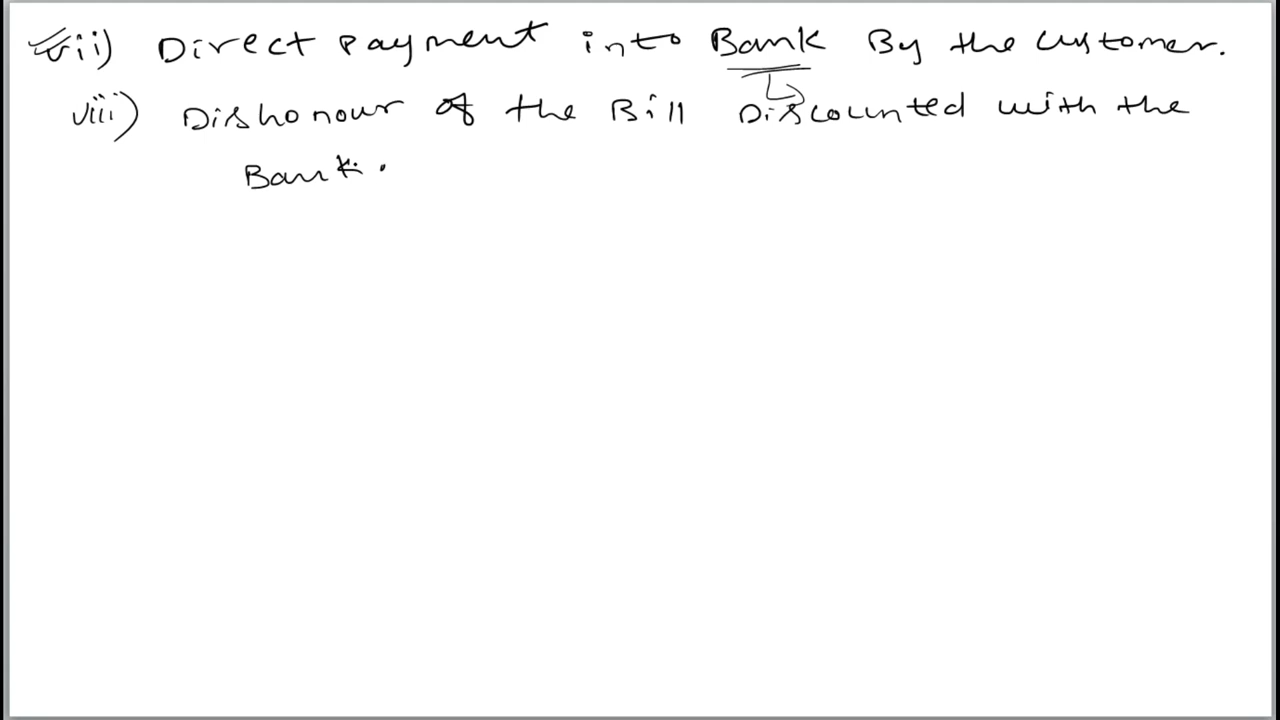 vii) Direct Payment into Bank By the customer.
viii) Dishonour of the Bill Discounted with the
Bank.